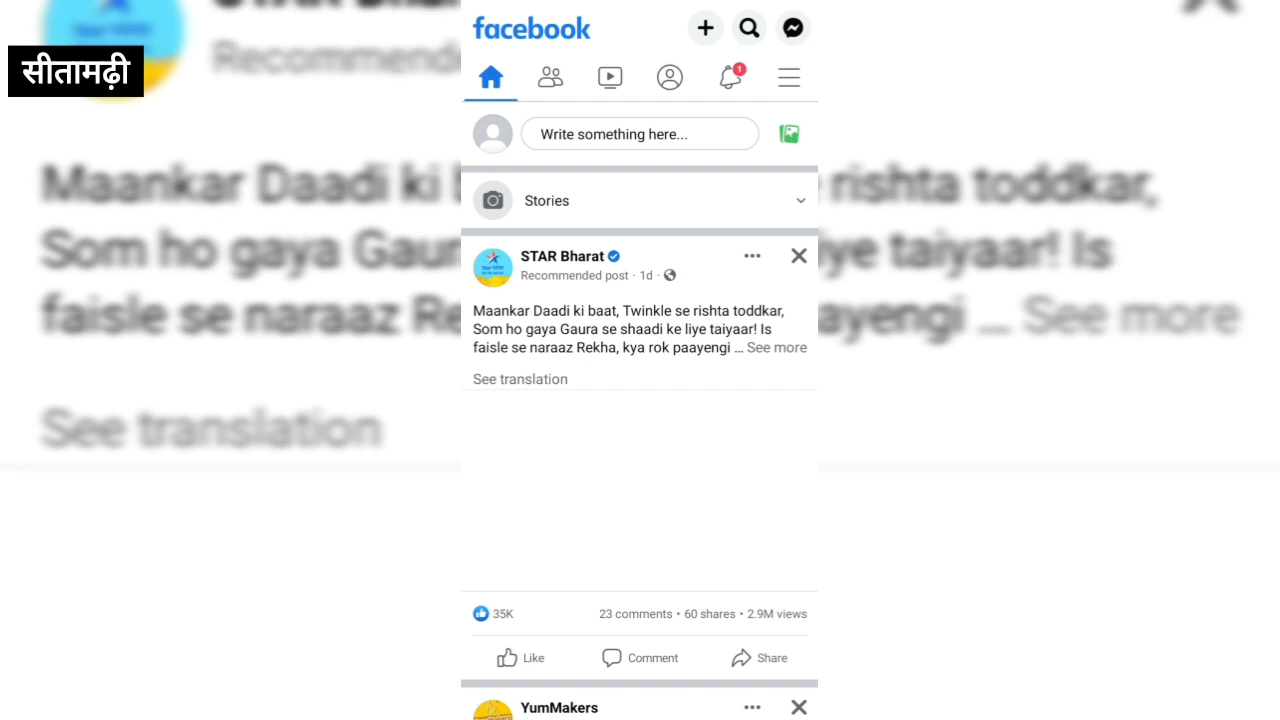 सीतामढ़ी
facebook
1
Write something here...
Stories
STAR Bharat
Recommended post · 1d ·
Maankar Daadi ki baat, Twinkle se rishta toddkar,
Som ho gaya Gaura se shaadi ke liye taiyaar! Is
faisle se naraaz Rekha, kya rok paayengi ... See more
See translation
35K 23 comments • 60 shares • 2.9M views
Like Comment Share
YumMakers